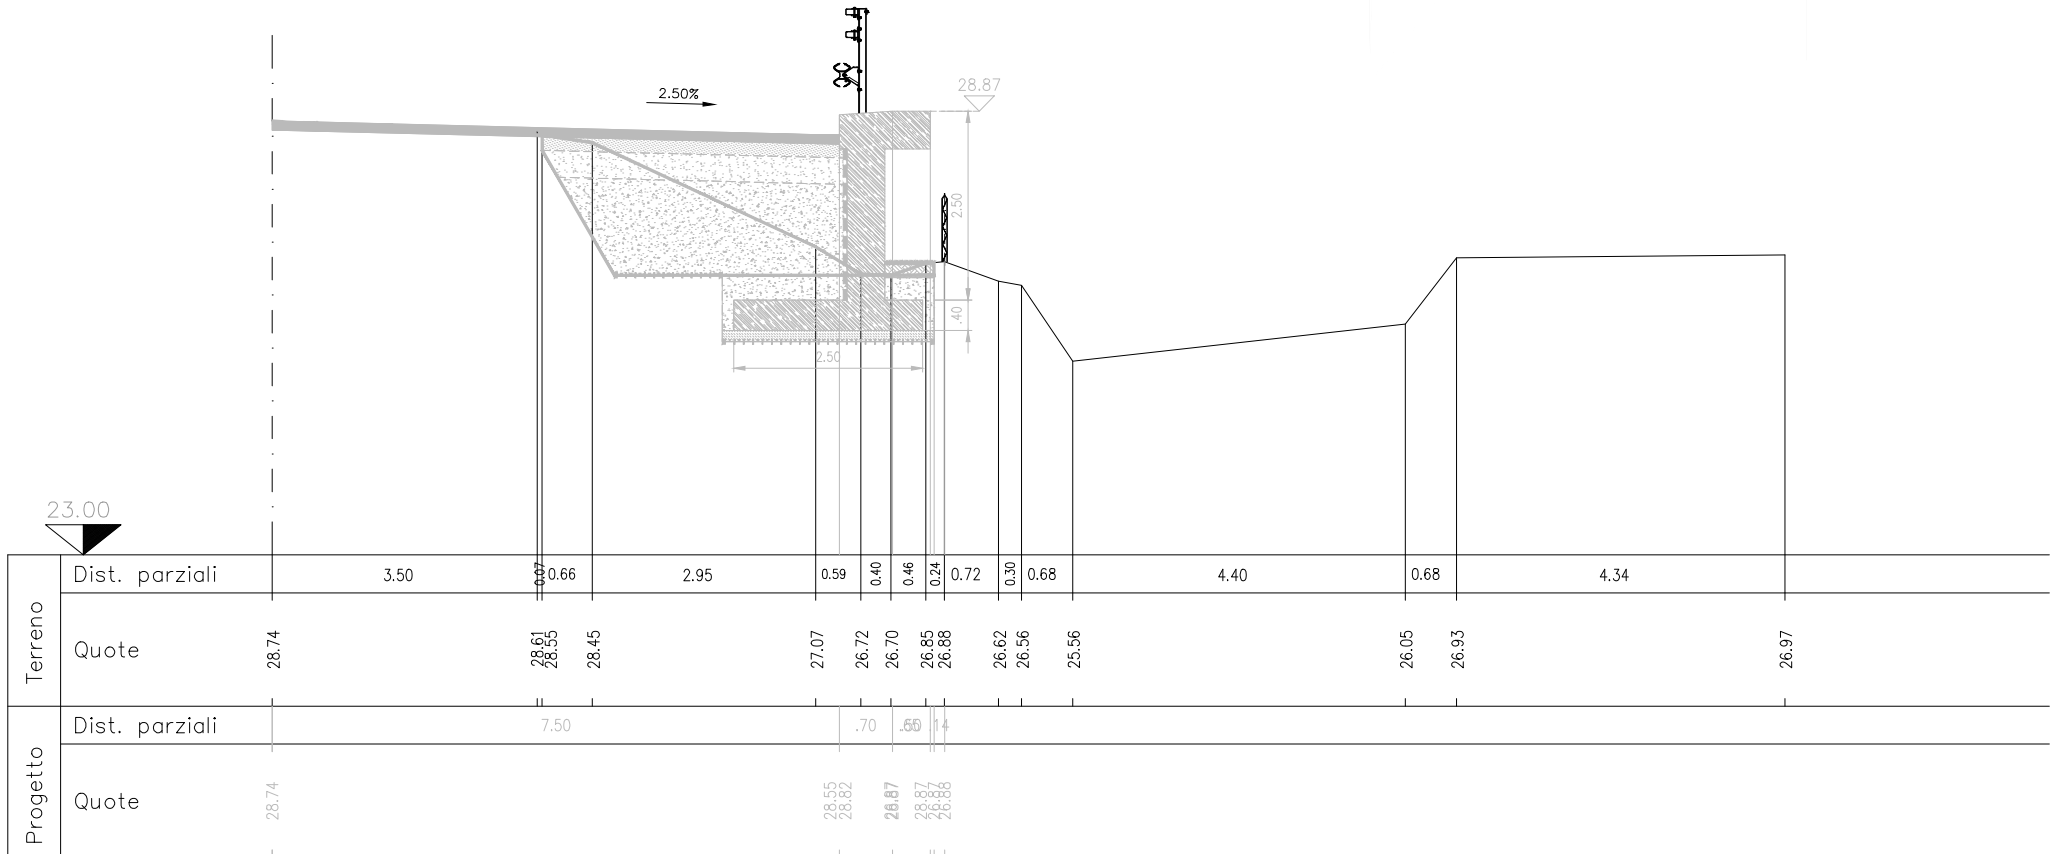 2.50%
28.87
2.50
.40
2.50
23.00
Terreno
Dist. parziali
3.50 0.07 0.66 2.95 0.59 0.40 0.46 0.24 0.72 0.30 0.68 4.40 0.68 4.34
Quote
28.74 28.61 28.55 28.45 27.07 26.72 26.70 26.85 26.88 26.62 26.56 25.56 26.05 26.93 26.97
Progetto
Dist. parziali
7.50 .70 .14
Quote
28.74 28.55 28.82 28.87 26.87 26.88